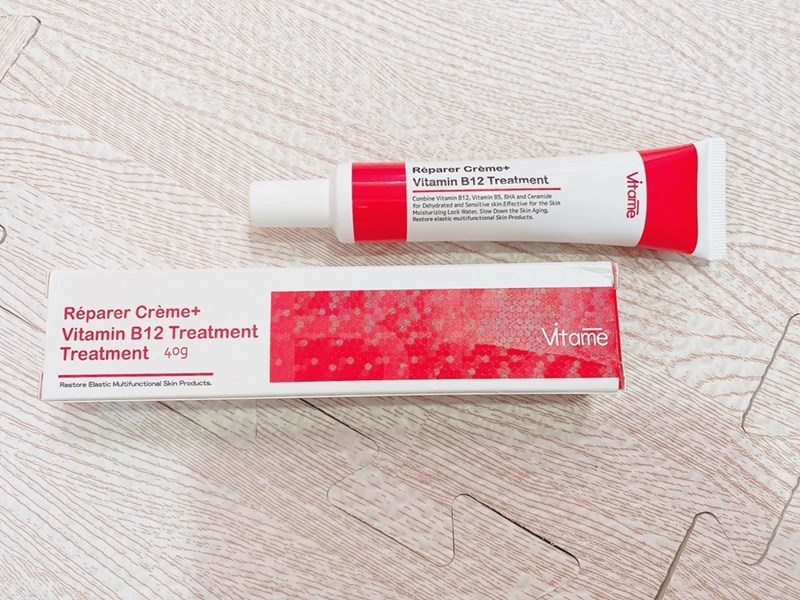 Réparer Crème+
Vitamin B12 Treatment
Combine Vitamin B12, Vitamin B5, BHA and Ceramide
for Dehydrated and Sensitive skin.Effective for the Skin
Moisturizing Lock Water, Slow Down the Skin Aging,
Restore elastic multifunctional Skin Products.
Vitame
Réparer Crème+
Vitamin B12 Treatment
Treatment 40g
Restore Elastic Multifunctional Skin Products.
Vitame